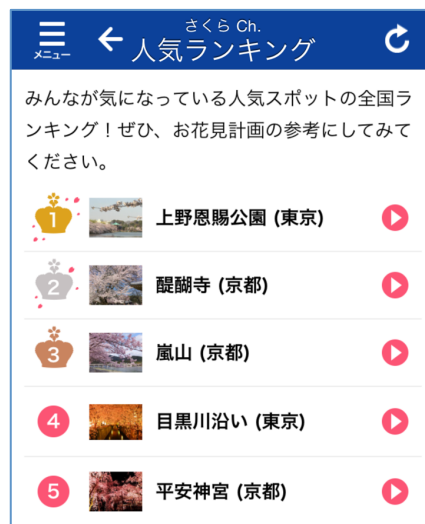 さくら Ch.
人気ランキング
メニュー
みんなが気になっている人気スポットの全国ラ
ンキング！ぜひ、お花見計画の参考にしてみて
ください。
1
上野恩賜公園 (東京)
2
醍醐寺 (京都)
3
嵐山 (京都)
4
目黒川沿い (東京)
5
平安神宮 (京都)